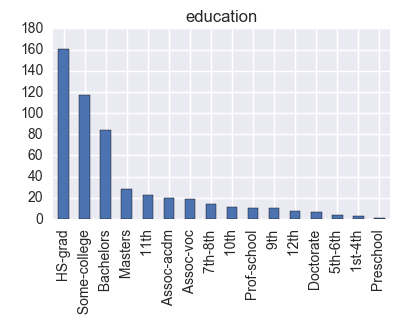 education
180
160
140
120
100
80
60
40
20
0
HS-grad
Some-college
Bachelors
Masters
11th
Assoc-acdm
Assoc-voc
7th-8th
10th
Prof-school
9th
12th
Doctorate
5th-6th
1st-4th
Preschool